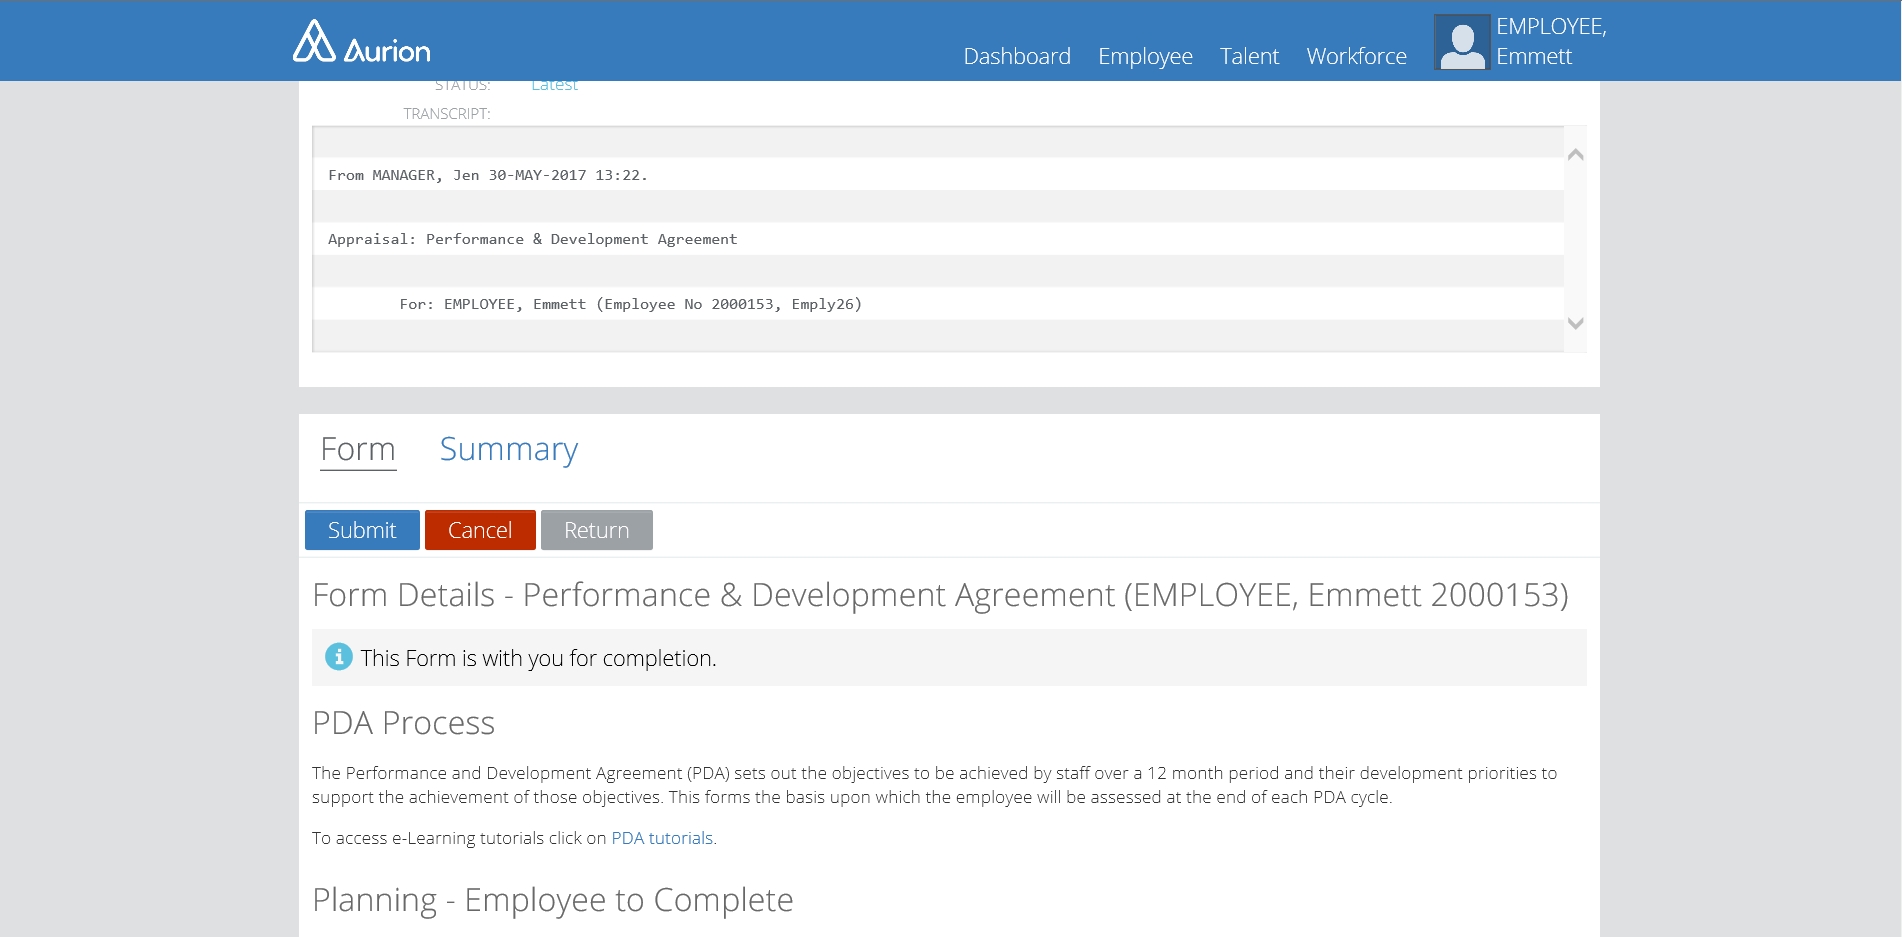 Aurion
Dashboard Employee Talent Workforce
EMPLOYEE,
Emmett
STATUS: Latest
TRANSCRIPT:
From MANAGER, Jen 30-MAY-2017 13:22.
Appraisal: Performance & Development Agreement
For: EMPLOYEE, Emmett (Employee No 2000153, Emply26)
Form Summary
Submit Cancel Return
Form Details - Performance & Development Agreement (EMPLOYEE, Emmett 2000153)
This Form is with you for completion.
PDA Process
The Performance and Development Agreement (PDA) sets out the objectives to be achieved by staff over a 12 month period and their development priorities to
support the achievement of those objectives. This forms the basis upon which the employee will be assessed at the end of each PDA cycle.
To access e-Learning tutorials click on PDA tutorials.
Planning - Employee to Complete